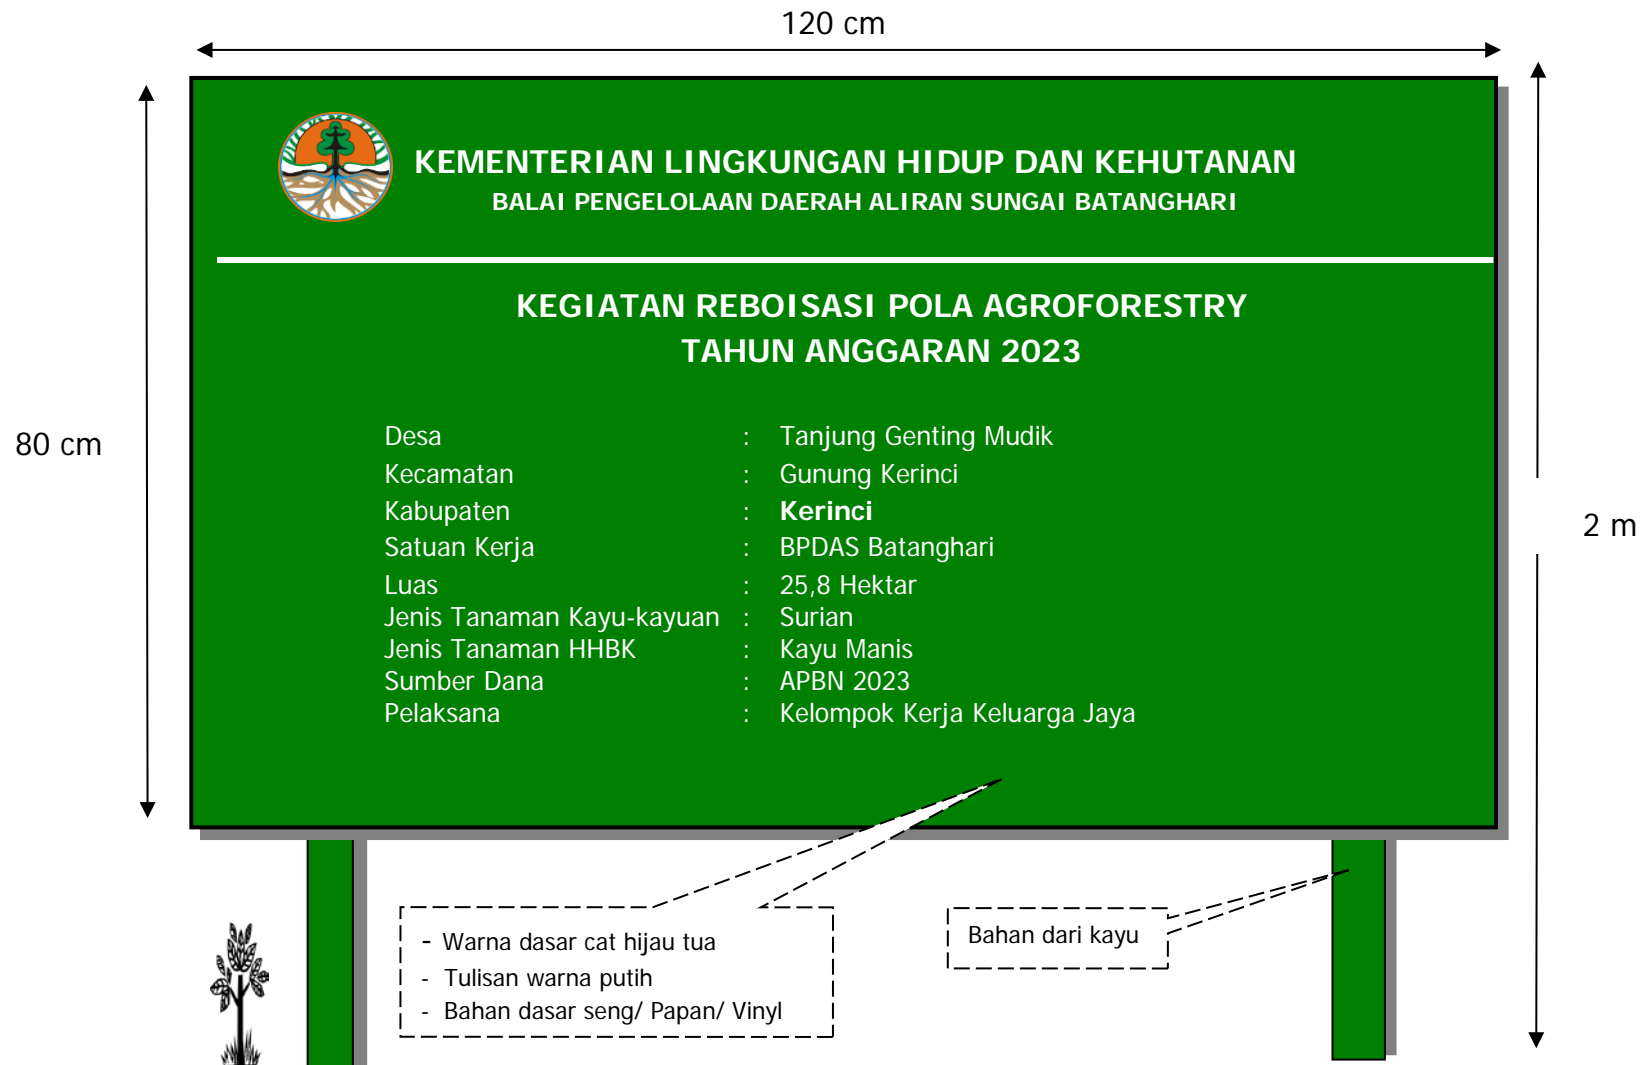 120 cm
KEMENTERIAN LINGKUNGAN HIDUP DAN KEHUTANAN
BALAI PENGELOLAAN DAERAH ALIRAN SUNGAI BATANGHARI
KEGIATAN REBOISASI POLA AGROFORESTRY
TAHUN ANGGARAN 2023
80 cm
2 m
Desa : Tanjung Genting Mudik
Kecamatan : Gunung Kerinci
Kabupaten : Kerinci
Satuan Kerja : BPDAS Batanghari
Luas : 25,8 Hektar
Jenis Tanaman Kayu-kayuan : Surian
Jenis Tanaman HHBK : Kayu Manis
Sumber Dana : APBN 2023
Pelaksana : Kelompok Kerja Keluarga Jaya
- Warna dasar cat hijau tua
- Tulisan warna putih
- Bahan dasar seng/ Papan/ Vinyl
Bahan dari kayu